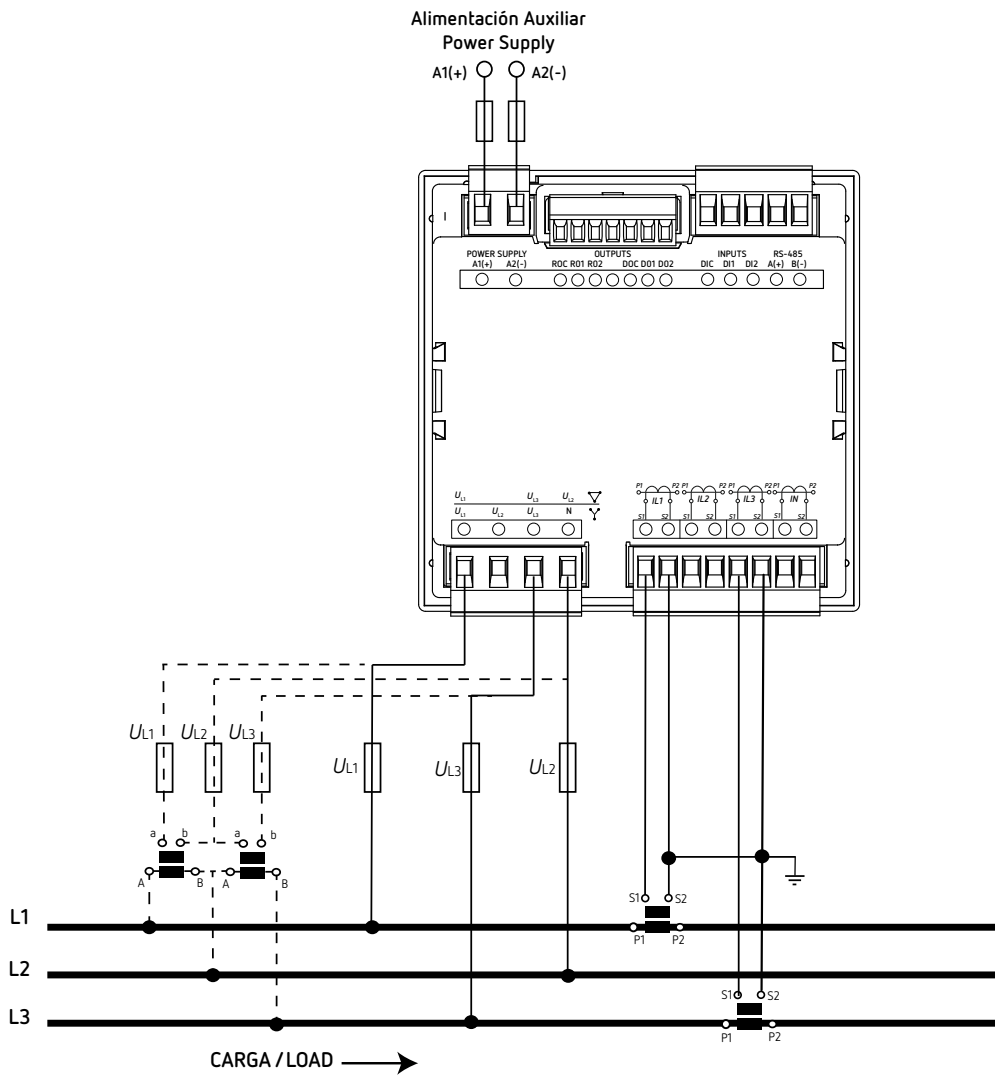 Alimentación Auxiliar
Power Supply
A1(+) A2(-)
POWER SUPPLY OUTPUTS INPUTS RS-485
A1(+) A2(-) ROC RO1 RO2 DOC DO1 DO2 DIC DI1 DI2 A(+) B(-)
P1 P2 P1 P2 P1 P2 P1 P2
IL1 IL2 IL3 IN
UL1 UL3 UL2
UL1 UL2 UL3 N
S1 S2 S1 S2 S1 S2 S1 S2
UL1 UL2 UL3
UL1 UL3 UL2
a b a b
A B A B
S1 S2
L1
P1 P2
L2
S1 S2
L3
P1 P2
CARGA / LOAD